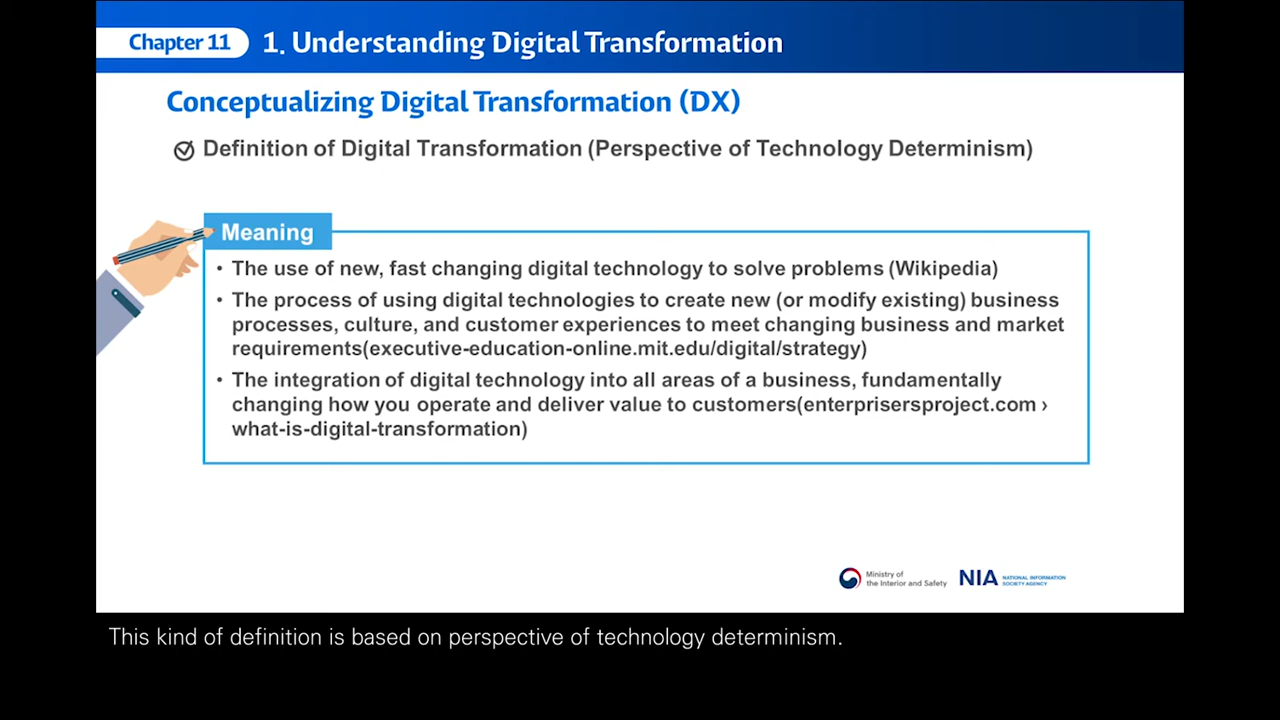 Chapter 11
1. Understanding Digital Transformation
Conceptualizing Digital Transformation (DX)
Definition of Digital Transformation (Perspective of Technology Determinism)
Meaning
• The use of new, fast changing digital technology to solve problems (Wikipedia)
• The process of using digital technologies to create new (or modify existing) business
processes, culture, and customer experiences to meet changing business and market
requirements(executive-education-online.mit.edu/digital/strategy)
• The integration of digital technology into all areas of a business, fundamentally
changing how you operate and deliver value to customers(enterprisersproject.com ›
what-is-digital-transformation)
Ministry of
the Interior and Safety
NIA
NATIONAL INFORMATION
SOCIETY AGENCY
This kind of definition is based on perspective of technology determinism.